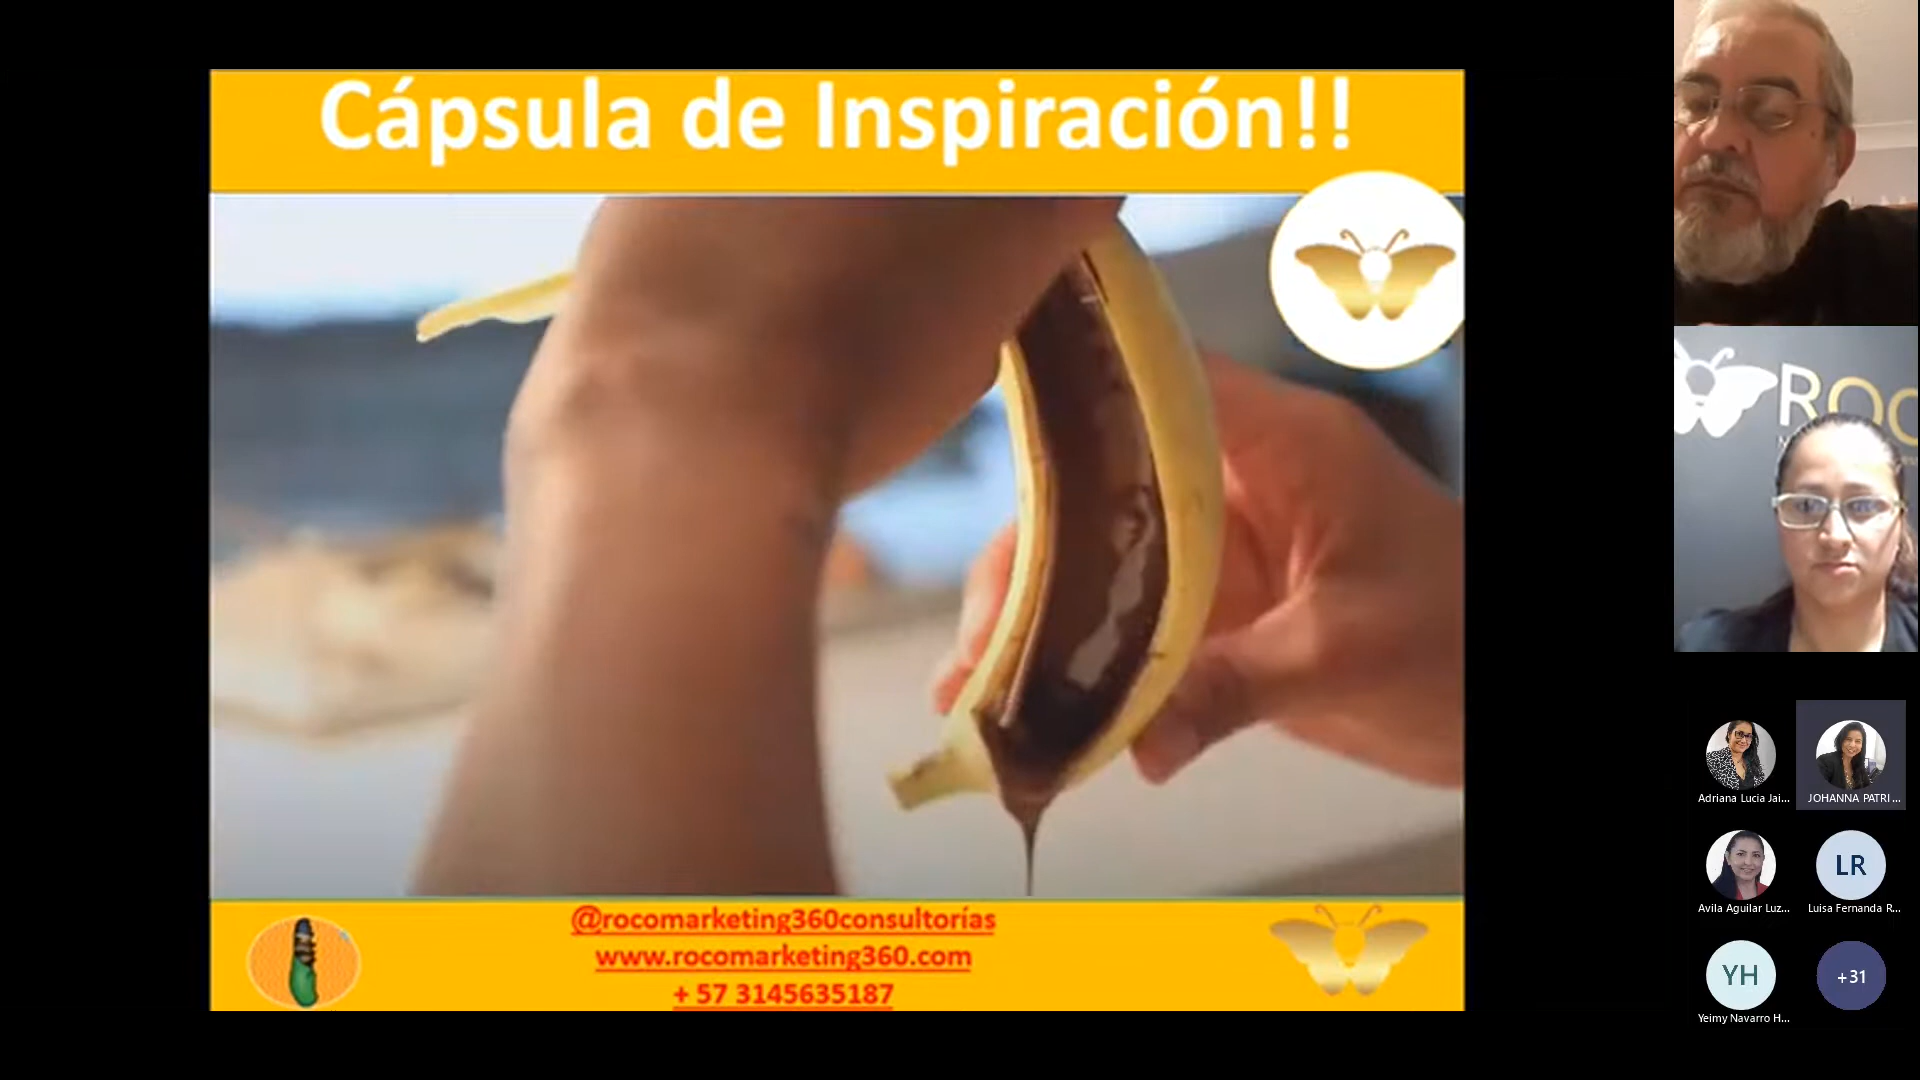 Cápsula de Inspiración!!
@rocomarketing360consultorías
www.rocomarketing360.com
+ 57 3145635187
ROC
Adriana Lucia Jai...
JOHANNA PATRI...
Avila Aguilar Luz...
LR
Luisa Fernanda R...
YH
Yeimy Navarro H...
+31